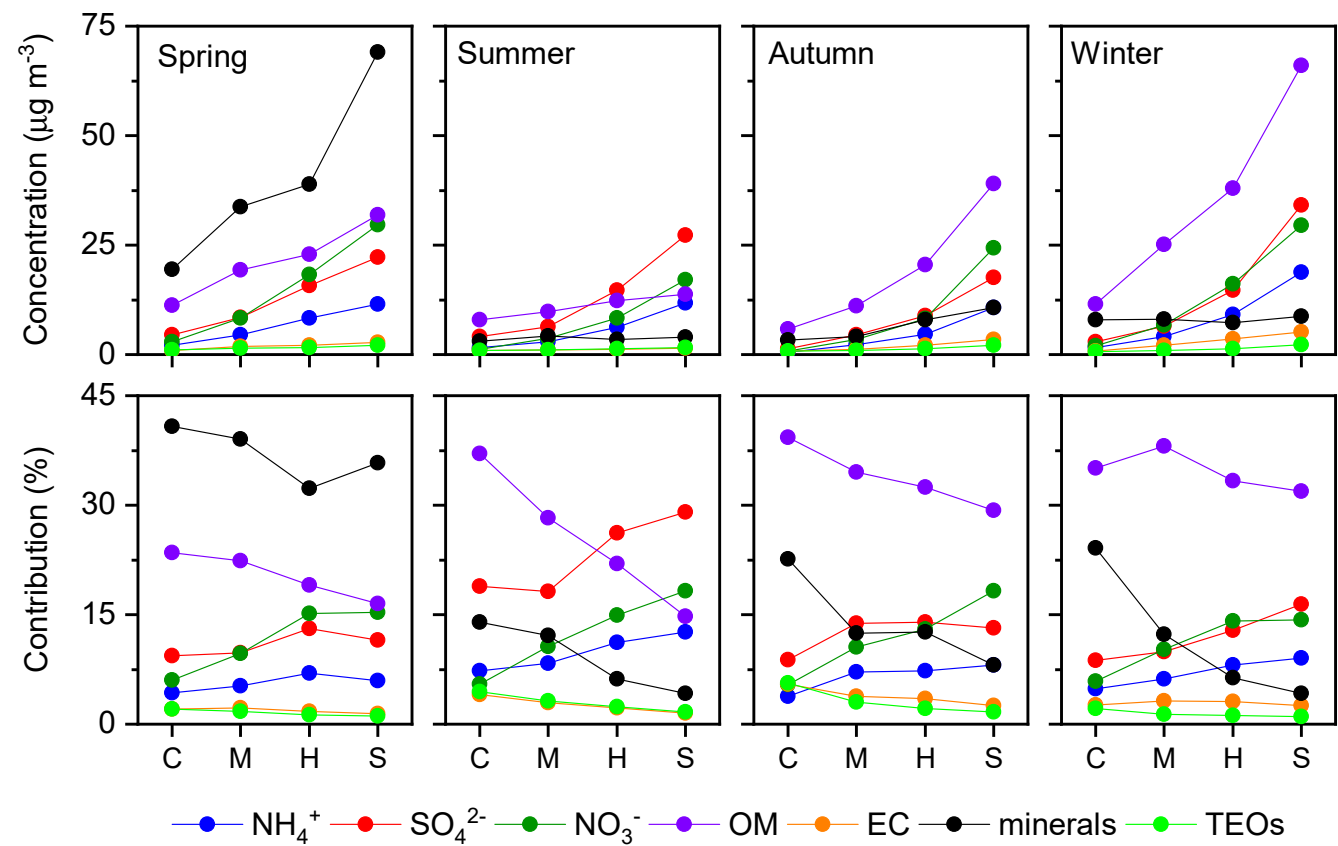 Concentration (μg m⁻³)
75
50
25
0
Spring
Summer
Autumn
Winter
Contribution (%)
45
30
15
0
C M H S
C M H S
C M H S
C M H S
NH₄⁺ SO₄²⁻ NO₃⁻ OM EC minerals TEOs